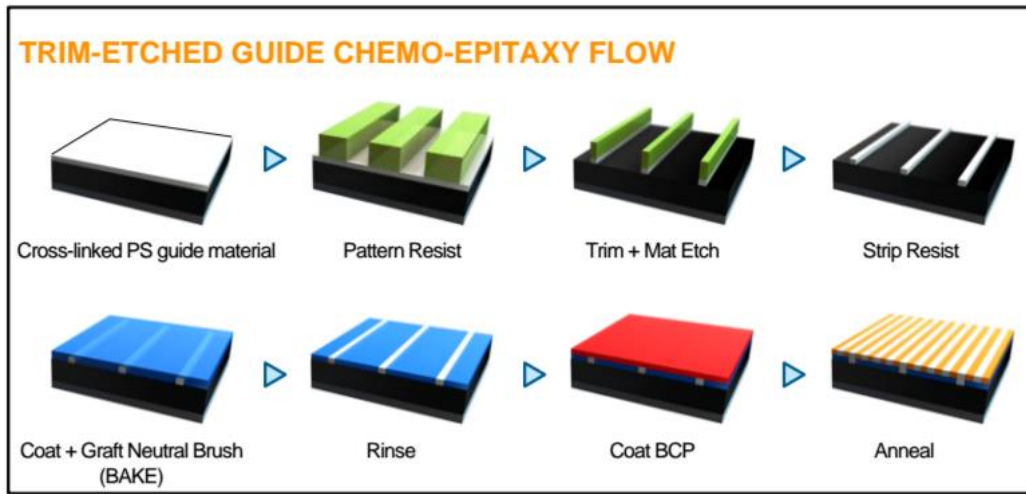 TRIM-ETCHED GUIDE CHEMO-EPITAXY FLOW
Cross-linked PS guide material
Pattern Resist
Trim + Mat Etch
Strip Resist
Coat + Graft Neutral Brush
(BAKE)
Rinse
Coat BCP
Anneal